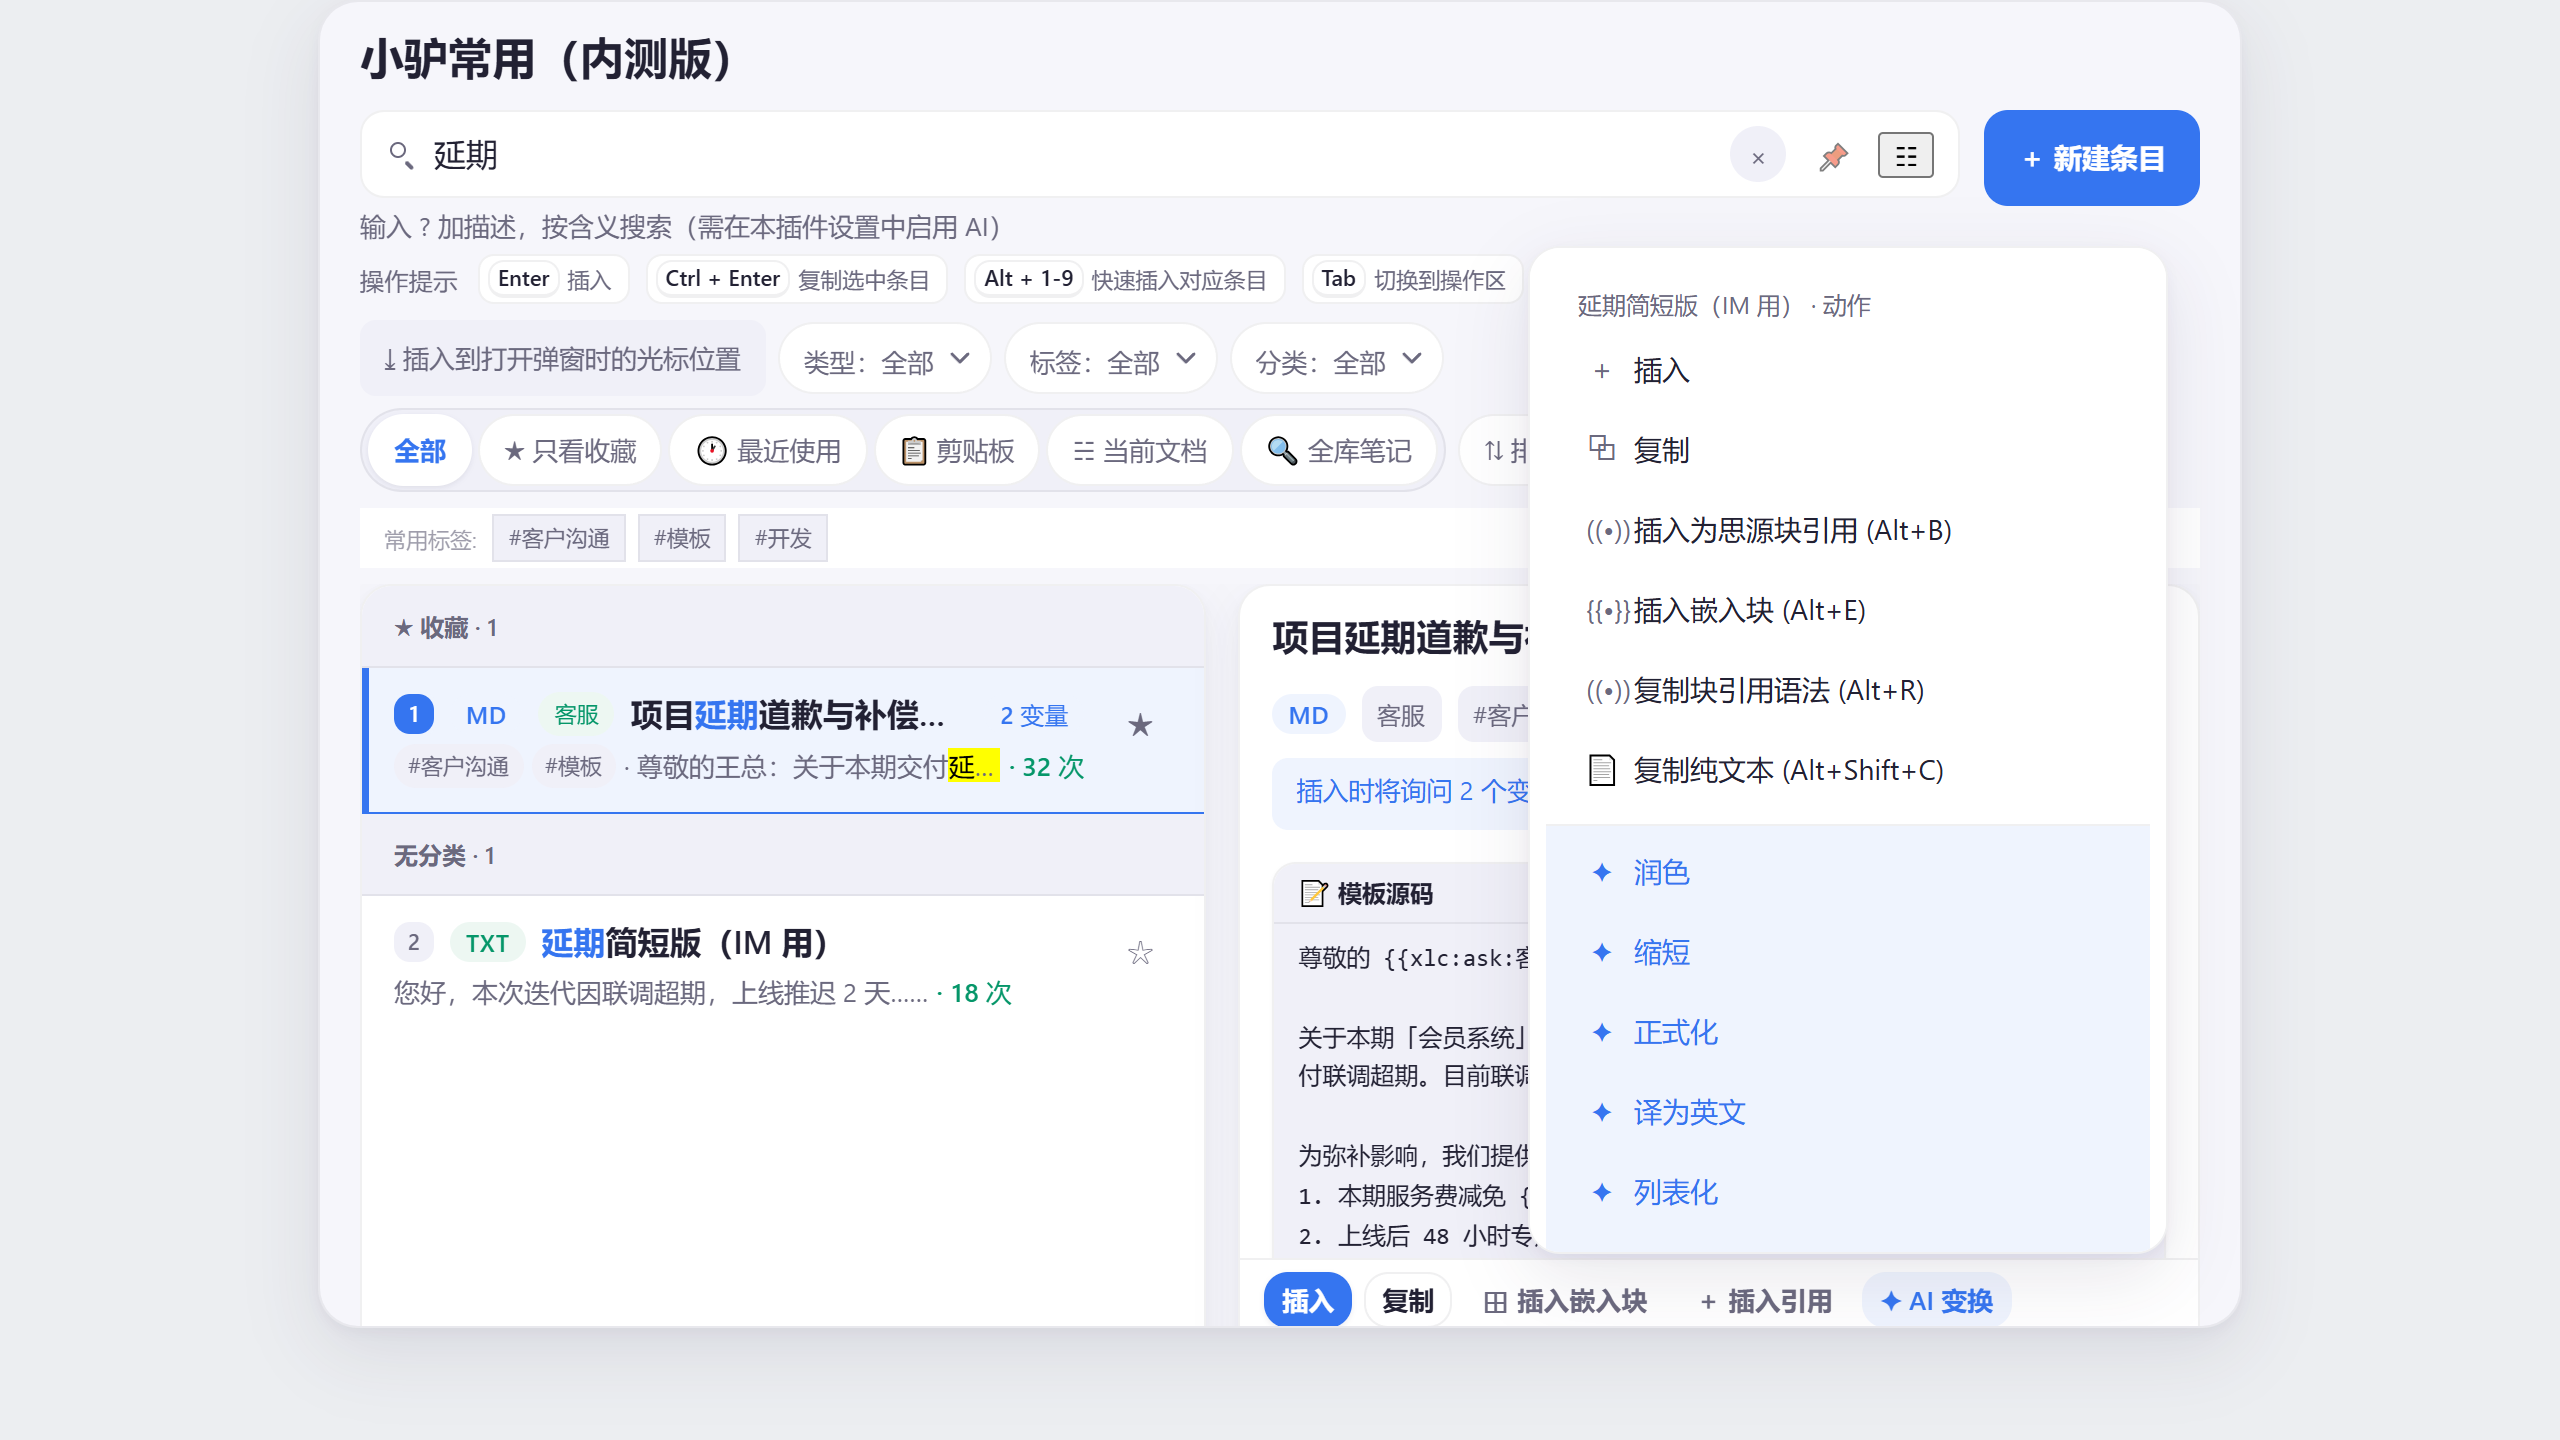 小驴常用（内测版）
延期
× 
+ 新建条目
输入 ? 加描述，按含义搜索（需在本插件设置中启用 AI）
操作提示 Enter 插入 Ctrl + Enter 复制选中条目 Alt + 1-9 快速插入对应条目 Tab 切换到操作区
⤓插入到打开弹窗时的光标位置 类型：全部 标签：全部 分类：全部
全部 ★ 只看收藏 最近使用 剪贴板 ☵ 当前文档 全库笔记 ⇅ 排
常用标签: #客户沟通 #模板 #开发
★ 收藏 · 1
1 MD 客服 项目延期道歉与补偿... 2 变量 ★
#客户沟通 #模板 · 尊敬的王总：关于本期交付延... · 32 次
无分类 · 1
2 TXT 延期简短版（IM 用） ☆
您好，本次迭代因联调超期，上线推迟 2 天...... · 18 次
项目延期道歉与
MD 客服 #客户
插入时将询问 2 个变
模板源码
尊敬的 {{xlc:ask:客
关于本期「会员系统」
付联调超期。目前联调
为弥补影响，我们提供
1. 本期服务费减免 {
2. 上线后 48 小时专
插入 复制 田 插入嵌入块 + 插入引用 ✦ AI 变换
延期简短版（IM 用） · 动作
+ 插入
复制
((•)) 插入为思源块引用 (Alt+B)
{{•}} 插入嵌入块 (Alt+E)
((•)) 复制块引用语法 (Alt+R)
复制纯文本 (Alt+Shift+C)
✦ 润色
✦ 缩短
✦ 正式化
✦ 译为英文
✦ 列表化